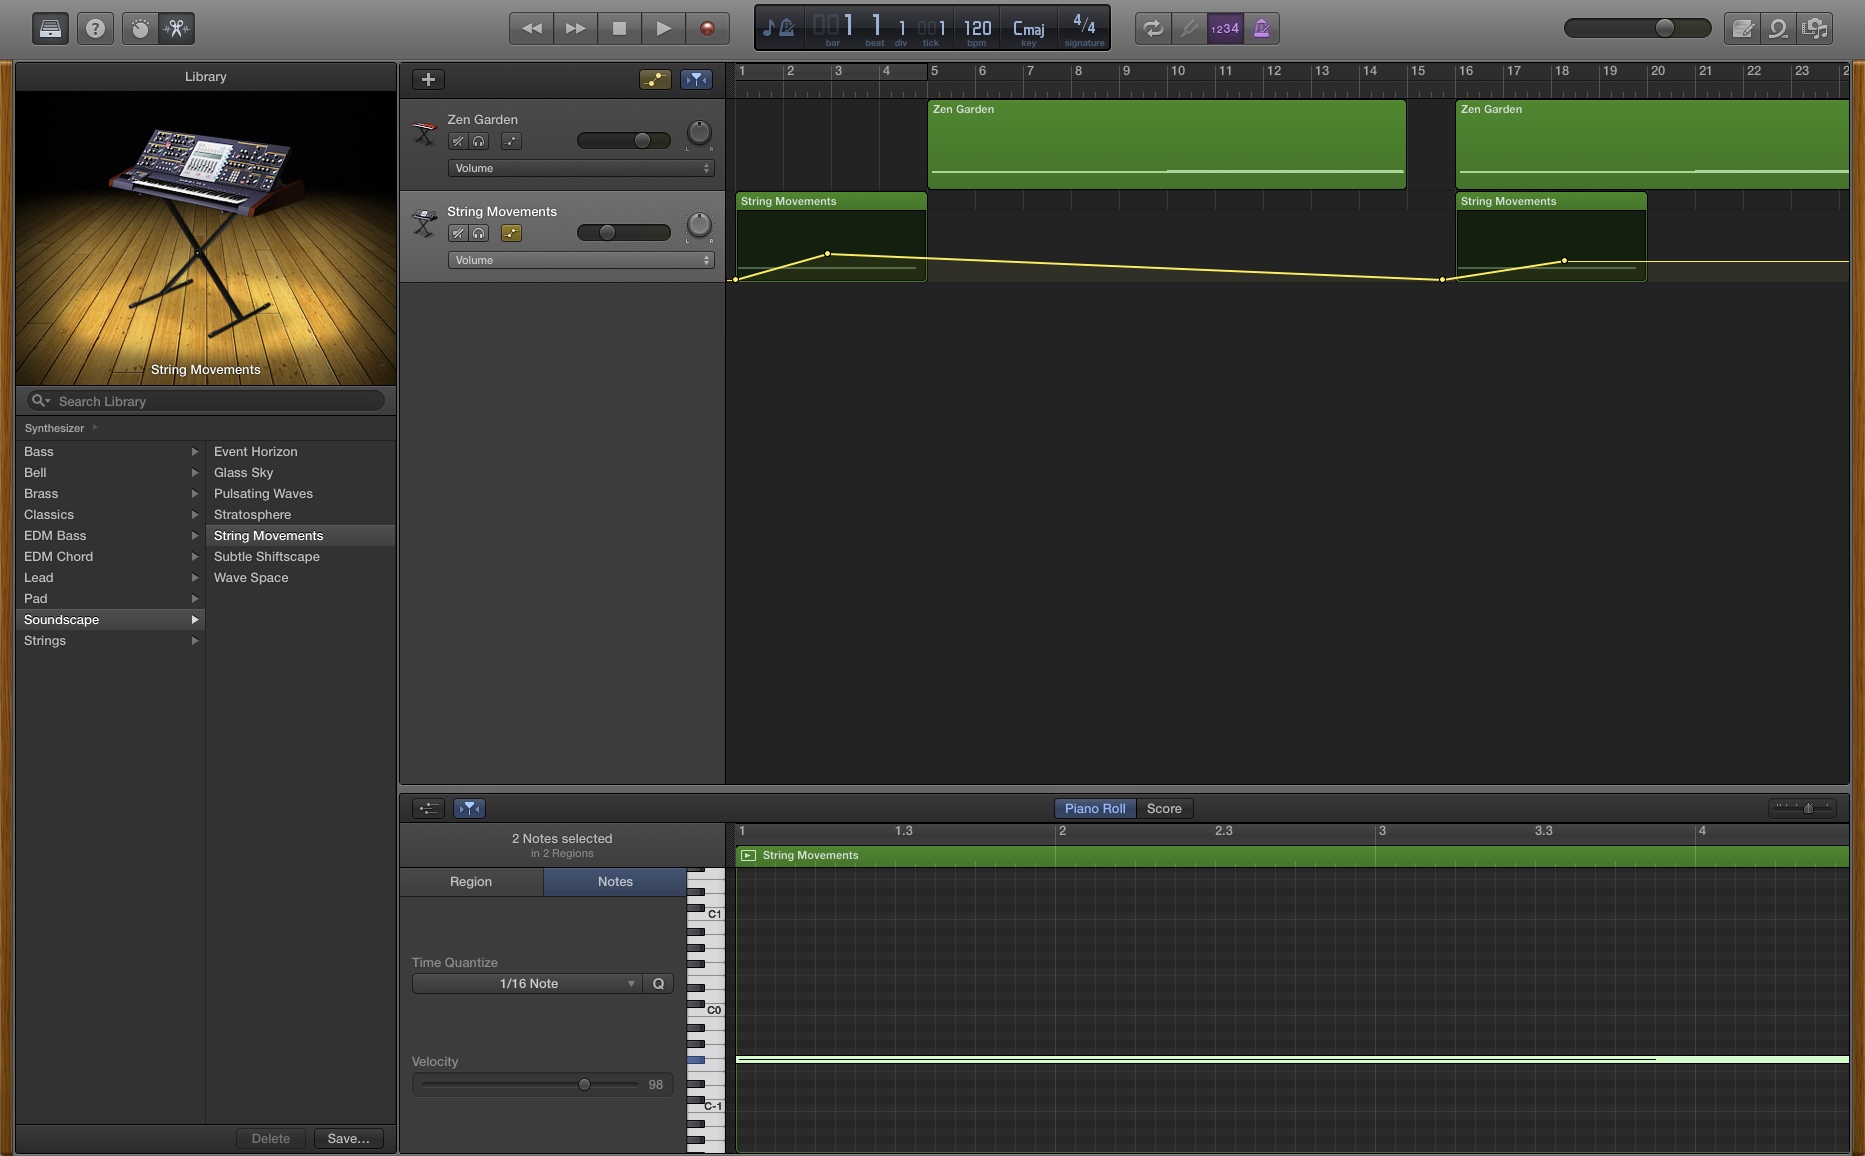 ?
1 1 1 1 120 Cmaj 4/4
bar beat div tick bpm key signature
1234
Library
String Movements
Search Library
Synthesizer
Bass
Bell
Brass
Classics
EDM Bass
EDM Chord
Lead
Pad
Soundscape
Strings
Event Horizon
Glass Sky
Pulsating Waves
Stratosphere
String Movements
Subtle Shiftscape
Wave Space
Delete Save...
+
1 2 3 4 5 6 7 8 9 10 11 12 13 14 15 16 17 18 19 20 21 22 23
Zen Garden
L R
Volume
Zen Garden
Zen Garden
String Movements
L R
Volume
String Movements
String Movements
Piano Roll Score
2 Notes selected
in 2 Regions
Region Notes
Time Quantize
1/16 Note Q
Velocity
98
1 1.3 2 2.3 3 3.3 4
String Movements
C1
C0
C-1